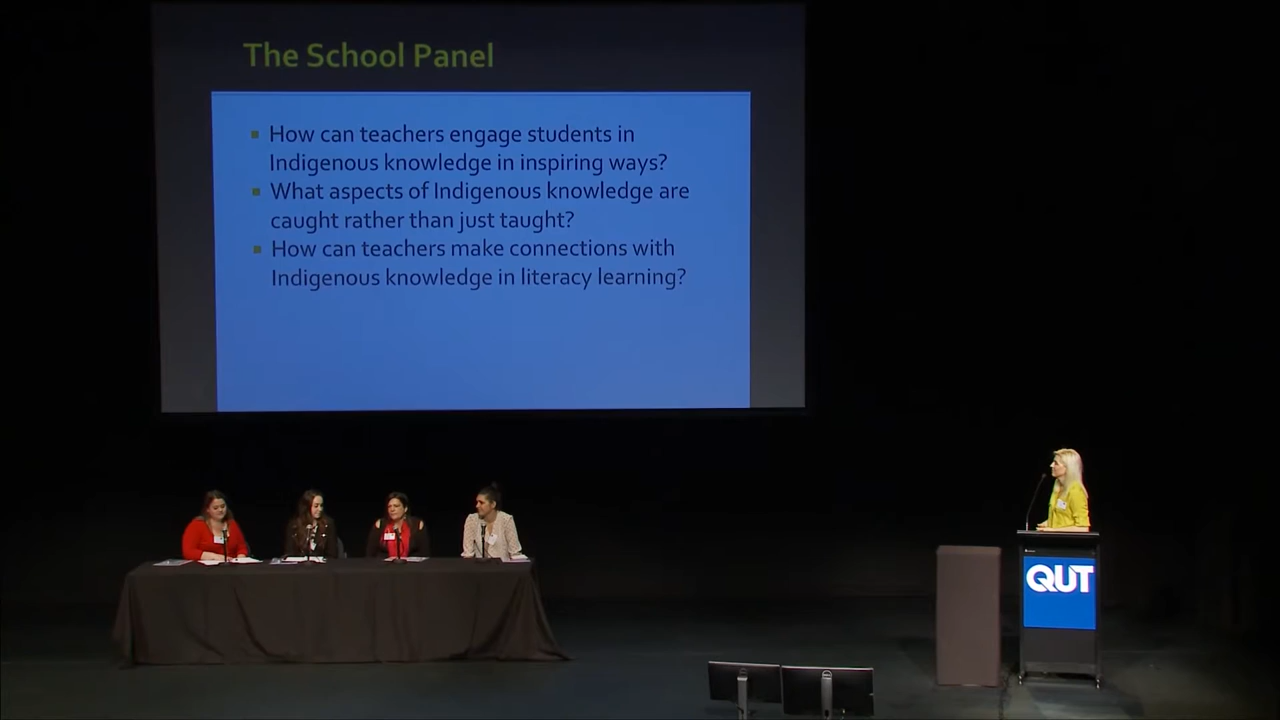 The School Panel
How can teachers engage students in
Indigenous knowledge in inspiring ways?
What aspects of Indigenous knowledge are
caught rather than just taught?
How can teachers make connections with
Indigenous knowledge in literacy learning?
QUT